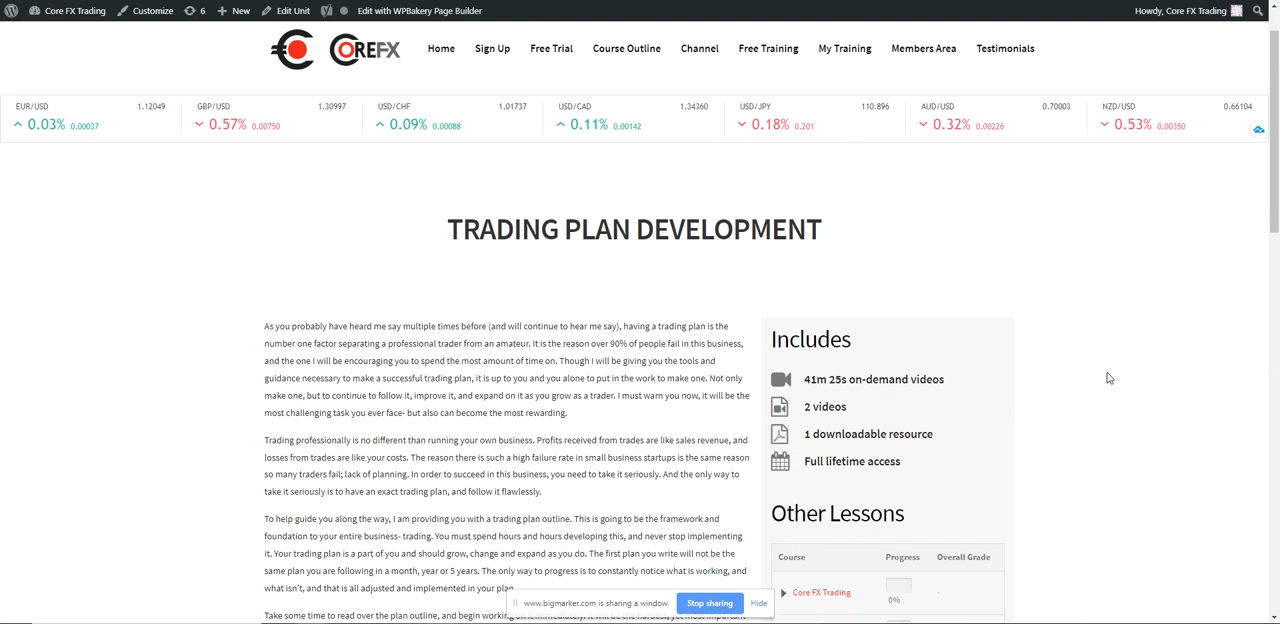 Core FX Trading Customize 6 New Edit Unit Edit with WPBakery Page Builder Howdy, Core FX Trading
COREFX Home Sign Up Free Trial Course Outline Channel Free Training My Training Members Area Testimonials
EUR/USD 1.12049 GBP/USD 1.30997 USD/CHF 1.01737 USD/CAD 1.34360 USD/JPY 110.896 AUD/USD 0.70003 NZD/USD 0.66104
0.03% 0.00037 0.57% 0.00750 0.09% 0.00088 0.11% 0.00142 0.18% 0.201 0.32% 0.00226 0.53% 0.00350
TRADING PLAN DEVELOPMENT
As you probably have heard me say multiple times before (and will continue to hear me say), having a trading plan is the
number one factor separating a professional trader from an amateur. It is the reason over 90% of people fail in this business,
and the one I will be encouraging you to spend the most amount of time on. Though I will be giving you the tools and
guidance necessary to make a successful trading plan, it is up to you and you alone to put in the work to make one. Not only
make one, but to continue to follow it, improve it, and expand on it as you grow as a trader. I must warn you now, it will be the
most challenging task you ever face- but also can become the most rewarding.
Trading professionally is no different than running your own business. Profits received from trades are like sales revenue, and
losses from trades are like your costs. The reason there is such a high failure rate in small business startups is the same reason
so many traders fail; lack of planning. In order to succeed in this business, you need to take it seriously. And the only way to
take it seriously is to have an exact trading plan, and follow it flawlessly.
To help guide you along the way, I am providing you with a trading plan outline. This is going to be the framework and
foundation to your entire business- trading. You must spend hours and hours developing this, and never stop implementing
it. Your trading plan is a part of you and should grow, change and expand as you do. The first plan you write will not be the
same plan you are following in a month, year or 5 years. The only way to progress is to constantly notice what is working, and
what isn't, and that is all adjusted and implemented in your plan.
Take some time to read over the plan outline, and begin working on it immediately! It will be the hardest, yet most important
Includes
41m 25s on-demand videos
2 videos
1 downloadable resource
Full lifetime access
Other Lessons
Course Progress Overall Grade
Core FX Trading -
0%
www.bigmarker.com is sharing a window. Stop sharing Hide